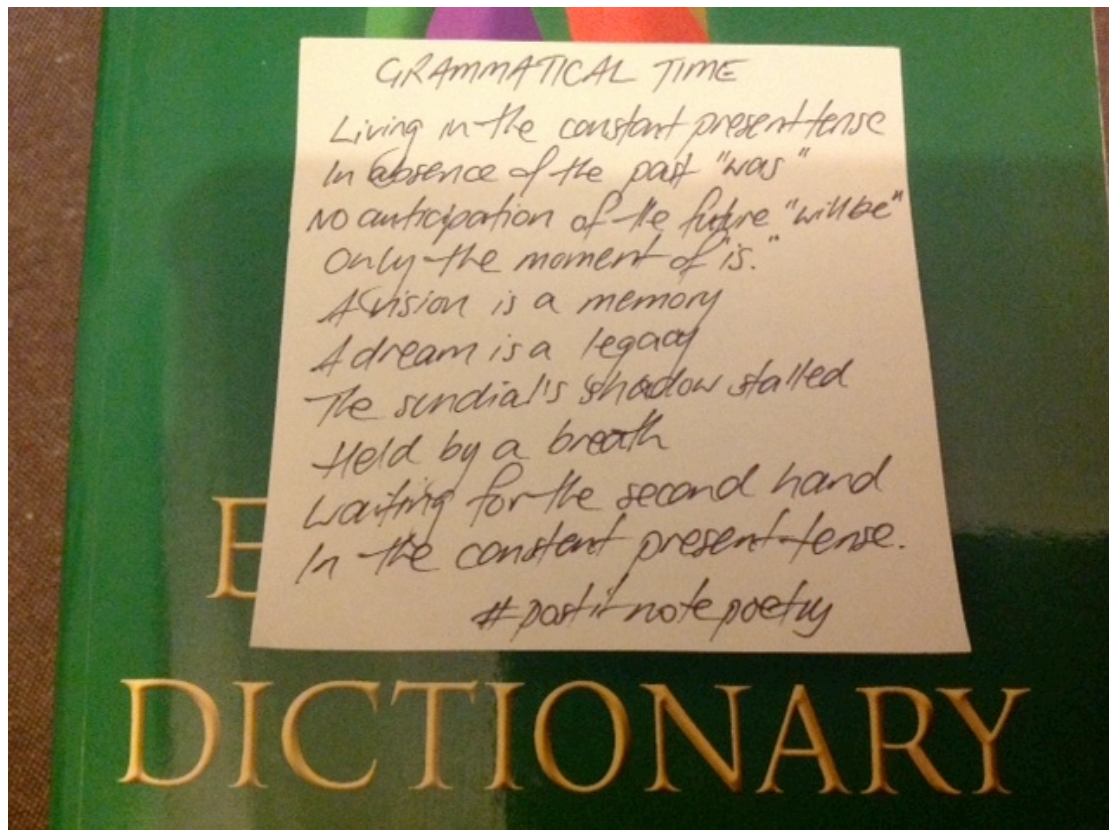 GRAMMATICAL TIME
Living in the constant present tense
In absence of the past "was"
No anticipation of the future "will be"
Only the moment of "is."
A vision is a memory
A dream is a legacy
The sundial's shadow stalled
Held by a breath
Waiting for the second hand
In the constant present tense.
#postitnotepoetry
E
DICTIONARY